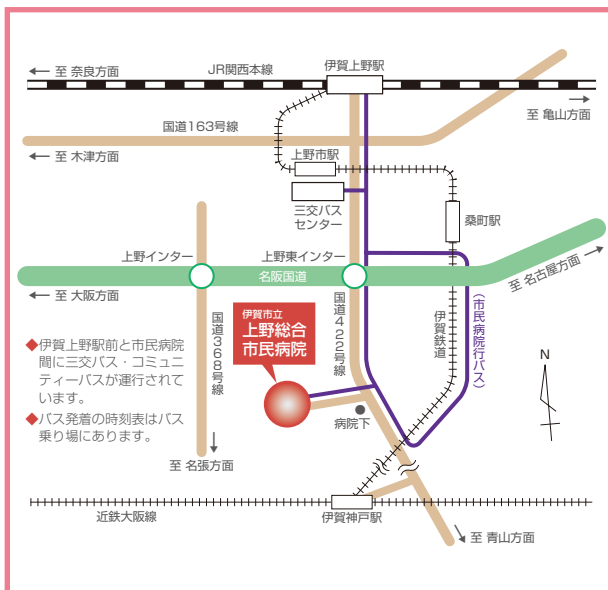 JR関西本線
伊賀上野駅
← 至 奈良方面
至 亀山方面
国道163号線
← 至 木津方面
上野市駅
三交バス
センター
桑町駅
上野インター
上野東インター
名阪国道
← 至 大阪方面
至 名古屋方面
国道368号線
国道422号線
伊賀鉄道
(市民病院行バス)
伊賀市立
上野総合
市民病院
◆伊賀上野駅前と市民病院
間に三交バス・コミュニ
ティーバスが運行されて
います。
◆バス発着の時刻表はバス
乗り場にあります。
N
病院下
至 名張方面
近鉄大阪線
伊賀神戸駅
至 青山方面